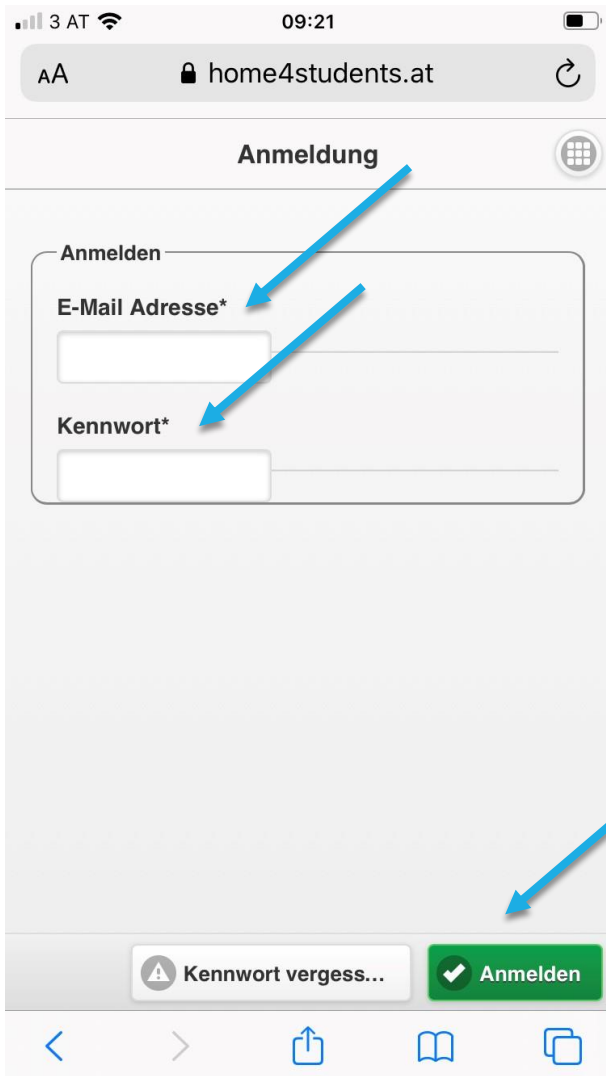 3 AT 09:21
AA home4students.at
Anmeldung
Anmelden
E-Mail Adresse*
Kennwort*
Kennwort vergess... Anmelden